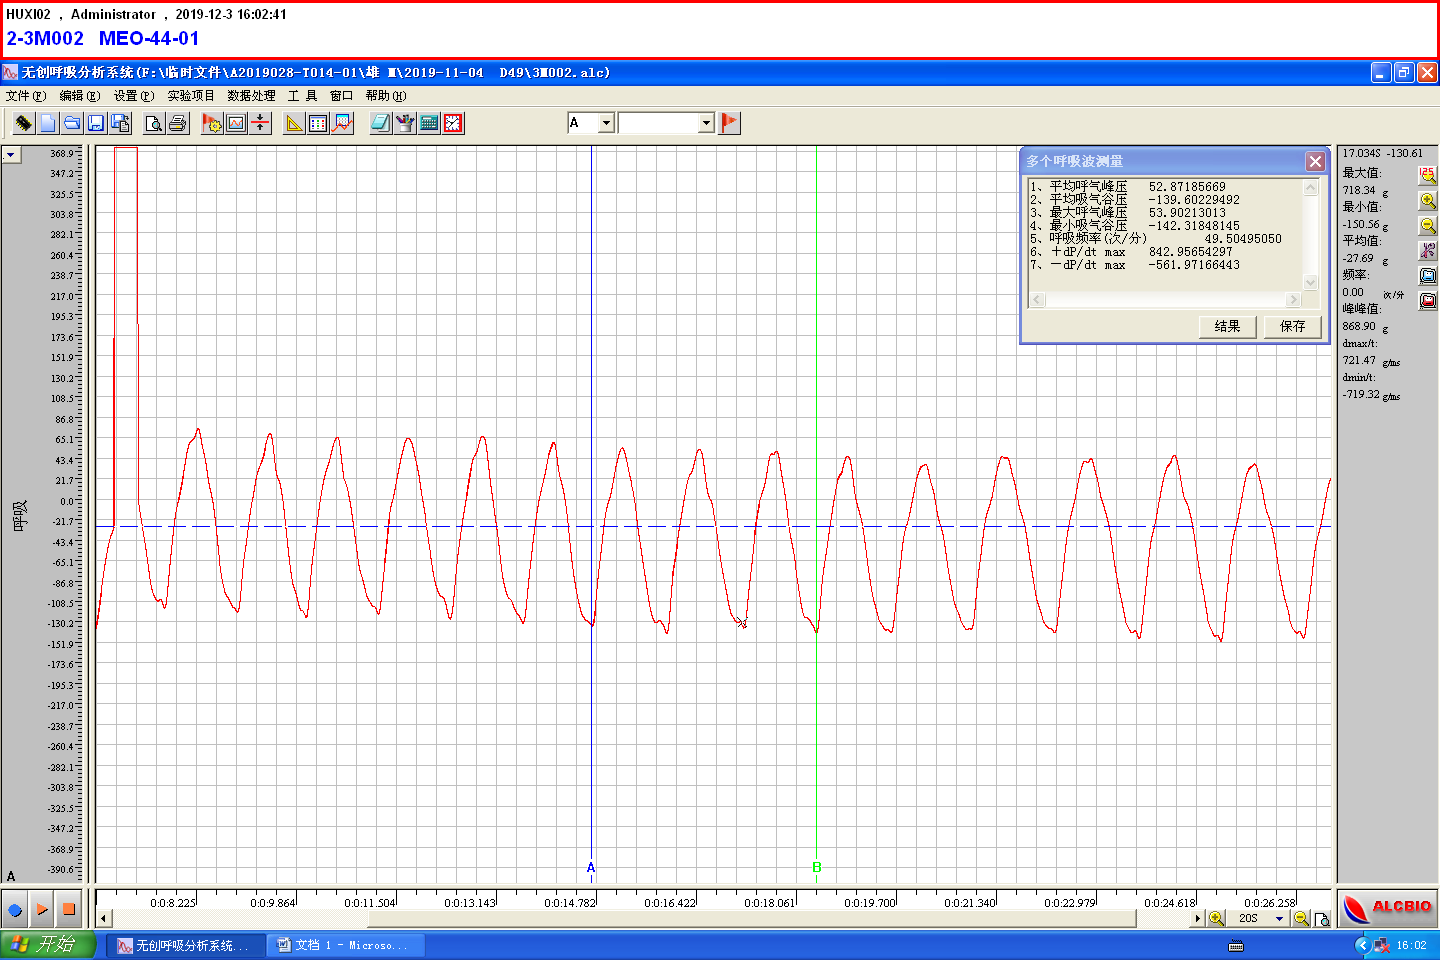 HUXI02 , Administrator , 2019-12-3 16:02:41
2-3M002 MEO-44-01
无创呼吸分析系统(F:\临时文件\A2019028-T014-01\雄 M\2019-11-04 D49\3M002.alc)
文件(F) 编辑(E) 设置(P) 实验项目 数据处理 工 具 窗口 帮助(H)
A
368.9
347.2
325.5
303.8
282.1
260.4
238.7
217.0
195.3
173.6
151.9
130.2
108.5
86.8
65.1
43.4
21.7
0.0
-21.7
-43.4
-65.1
-86.8
-108.5
-130.2
-151.9
-173.6
-195.3
-217.0
-238.7
-260.4
-282.1
-303.8
-325.5
-347.2
-368.9
-390.6
呼吸
A
A
B
多个呼吸波测量
1、平均呼气峰压 52.87185669
2、平均吸气谷压 -139.60229492
3、最大呼气峰压 53.90213013
4、最小吸气谷压 -142.31848145
5、呼吸频率(次/分) 49.50495050
6、＋dP/dt max 842.95654297
7、－dP/dt max -561.97166443
结果 保存
17.034S -130.61
最大值:
718.34 g
最小值:
-150.56 g
平均值:
-27.69 g
频率:
0.00 次/分
峰峰值:
868.90 g
dmax/t:
721.47 g/ms
dmin/t:
-719.32 g/ms
125
0:0:8.225 0:0:9.864 0:0:11.504 0:0:13.143 0:0:14.782 0:0:16.422 0:0:18.061 0:0:19.700 0:0:21.340 0:0:22.979 0:0:24.618 0:0:26.258
20S
ALCBIO
开始 无创呼吸分析系统... 文档 1 - Microso... 16:02